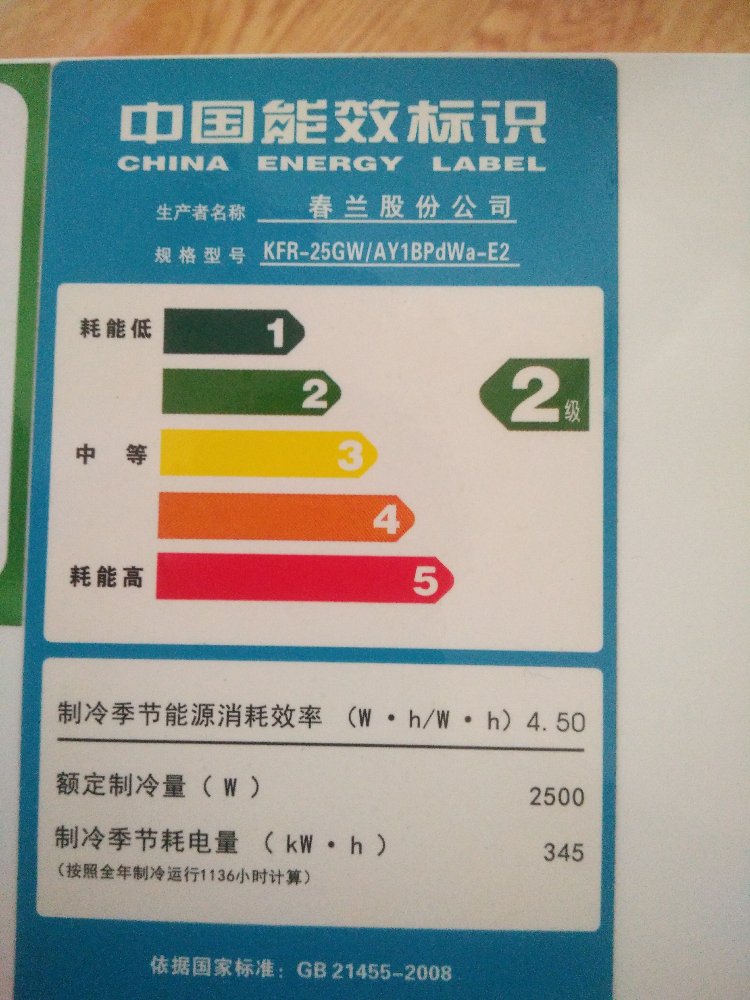 中国能效标识
CHINA ENERGY LABEL
生产者名称 春兰股份公司
规格型号 KFR-25GW/AY1BPdWa-E2
耗能低 1
2
2级
中等 3
4
耗能高 5
制冷季节能源消耗效率 (W·h/W·h) 4.50
额定制冷量(W) 2500
制冷季节耗电量 (kW·h) 345
(按照全年制冷运行1136小时计算)
依据国家标准: GB 21455-2008